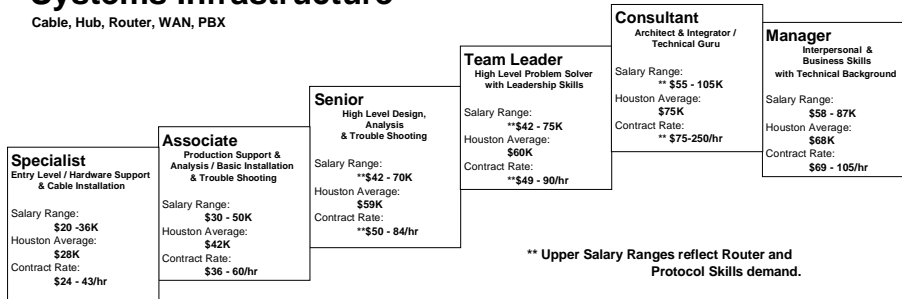 Systems Infrastructure
Cable, Hub, Router, WAN, PBX
Specialist
Entry Level / Hardware Support
& Cable Installation
Salary Range:
$20 -36K
Houston Average:
$28K
Contract Rate:
$24 - 43/hr
Associate
Production Support &
Analysis / Basic Installation
& Trouble Shooting
Salary Range:
$30 - 50K
Houston Average:
$42K
Contract Rate:
$36 - 60/hr
Senior
High Level Design,
Analysis
& Trouble Shooting
Salary Range:
**$42 - 70K
Houston Average:
$59K
Contract Rate:
**$50 - 84/hr
Team Leader
High Level Problem Solver
with Leadership Skills
Salary Range:
**$42 - 75K
Houston Average:
$60K
Contract Rate:
**$49 - 90/hr
Consultant
Architect & Integrator /
Technical Guru
Salary Range:
** $55 - 105K
Houston Average:
$75K
Contract Rate:
** $75-250/hr
Manager
Interpersonal &
Business Skills
with Technical Background
Salary Range:
$58 - 87K
Houston Average:
$68K
Contract Rate:
$69 - 105/hr
** Upper Salary Ranges reflect Router and
Protocol Skills demand.